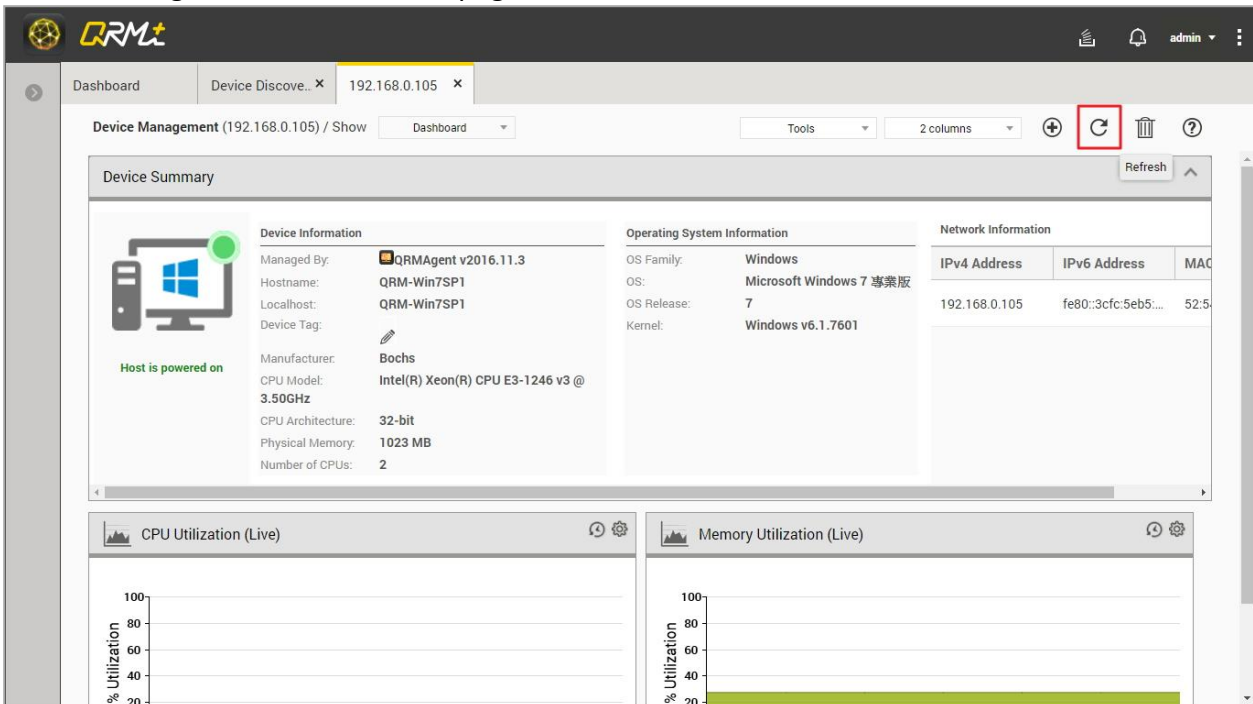 QRM+
admin
Dashboard
Device Discove..
192.168.0.105
Device Management (192.168.0.105) / Show
Dashboard
Tools
2 columns
Refresh
Device Summary
Host is powered on
Device Information
Managed By: QRMAgent v2016.11.3
Hostname: QRM-Win7SP1
Localhost: QRM-Win7SP1
Device Tag:
Manufacturer: Bochs
CPU Model: Intel(R) Xeon(R) CPU E3-1246 v3 @
3.50GHz
CPU Architecture: 32-bit
Physical Memory: 1023 MB
Number of CPUs: 2
Operating System Information
OS Family: Windows
OS: Microsoft Windows 7 專業版
OS Release: 7
Kernel: Windows v6.1.7601
Network Information
IPv4 Address IPv6 Address MAC
192.168.0.105 fe80::3cfc:5eb5:... 52:5
CPU Utilization (Live)
100
80
60
40
20
% Utilization
Memory Utilization (Live)
100
80
60
40
20
% Utilization